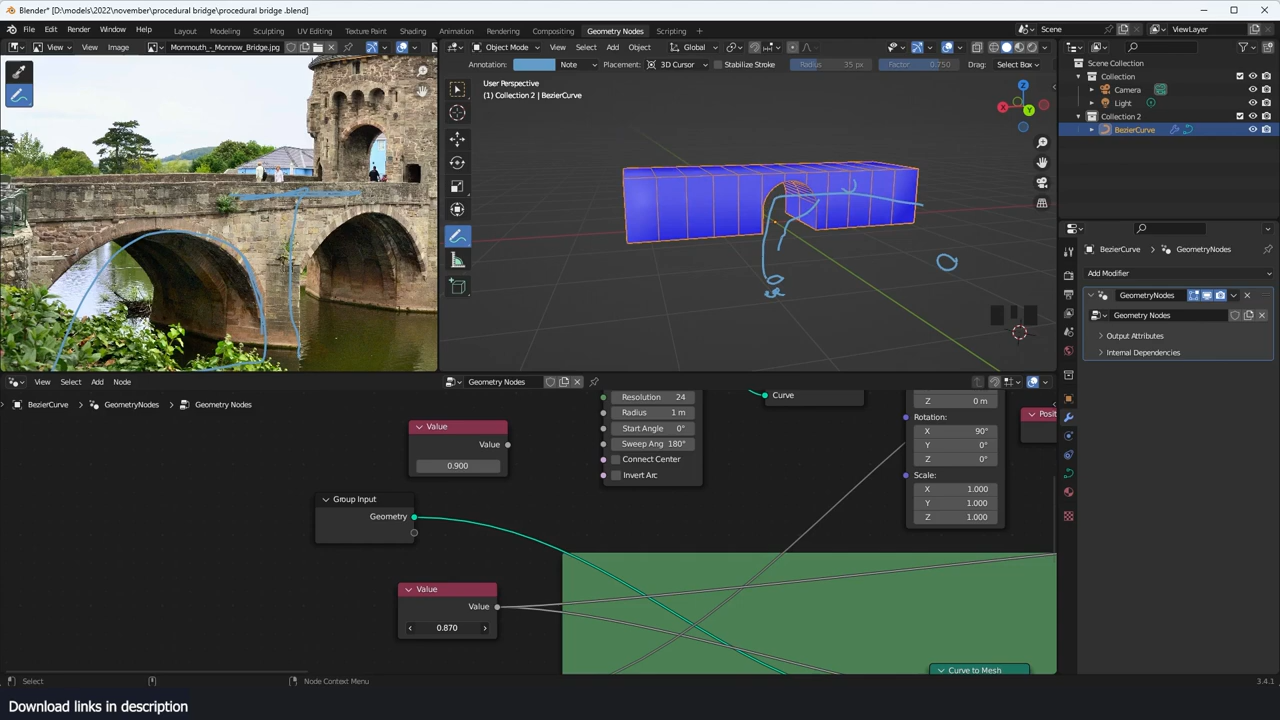 Blender* [D:\models\2022\november\procedural bridge\procedural bridge .blend]
File Edit Render Window Help Layout Modeling Sculpting UV Editing Texture Paint Shading Animation Rendering Compositing Geometry Nodes Scripting Scene ViewLayer
View Image Monmouth_-_Monnow_Bridge.jpg Object Mode View Select Add Object Global
Annotation: Note Placement: 3D Cursor Stabilize Stroke Radius 35 px Factor 0.750 Drag: Select Box
Scene Collection
Collection
Camera
Light
Collection 2
BezierCurve
User Perspective
(1) Collection 2 | BezierCurve
X
Y
Z
BezierCurve GeometryNodes
Add Modifier
GeometryNodes
Geometry Nodes
Output Attributes
Internal Dependencies
View Select Add Node Geometry Nodes
BezierCurve GeometryNodes Geometry Nodes
Value
Value
0.900
Group Input
Geometry
Value
Value
0.870
Resolution 24
Radius 1 m
Start Angle 0°
Sweep Ang 180°
Connect Center
Invert Arc
Curve
Z 0 m
Rotation:
X 90°
Y 0°
Z 0°
Scale:
X 1.000
Y 1.000
Z 1.000
Curve to Mesh
Select Node Context Menu 3.4.1
Download links in description